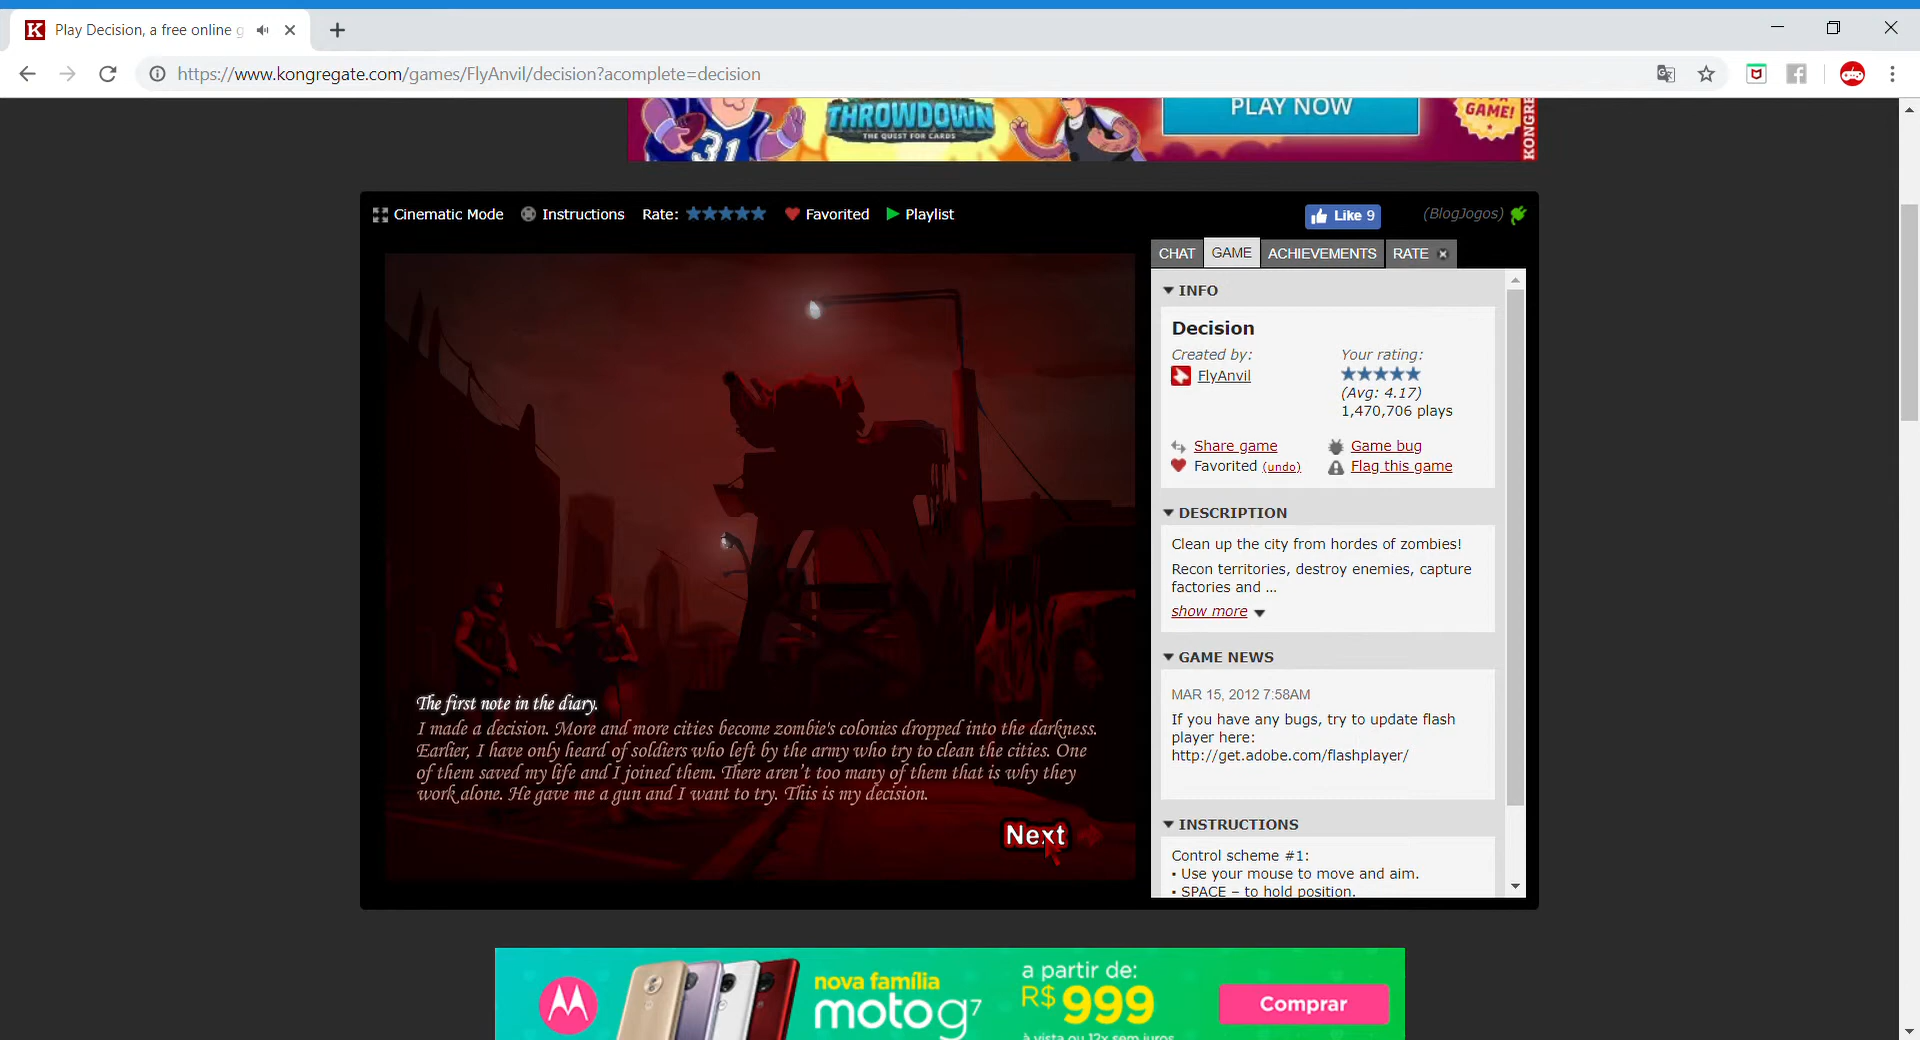 Play Decision, a free online g
https://www.kongregate.com/games/FlyAnvil/decision?acomplete=decision
31
THROWDOWN
THE QUEST FOR CARDS
PLAY NOW
GAME!
KONGRE
Cinematic Mode
Instructions
Rate:
Favorited
Playlist
Like 9
(BlogJogos)
CHAT
GAME
ACHIEVEMENTS
RATE
INFO
Decision
Created by:
FlyAnvil
Your rating:
(Avg: 4.17)
1,470,706 plays
Share game
Game bug
Favorited (undo)
Flag this game
DESCRIPTION
Clean up the city from hordes of zombies!
Recon territories, destroy enemies, capture
factories and ...
show more
GAME NEWS
MAR 15, 2012 7:58AM
If you have any bugs, try to update flash
player here:
http://get.adobe.com/flashplayer/
INSTRUCTIONS
Control scheme #1:
• Use your mouse to move and aim.
• SPACE – to hold position.
The first note in the diary.
I made a decision. More and more cities become zombie's colonies dropped into the darkness.
Earlier, I have only heard of soldiers who left by the army who try to clean the cities. One
of them saved my life and I joined them. There aren't too many of them that is why they
work alone. He gave me a gun and I want to try. This is my decision.
Next
nova família
moto g7
a partir de:
R$ 999
à vista ou 12x sem juros
Comprar